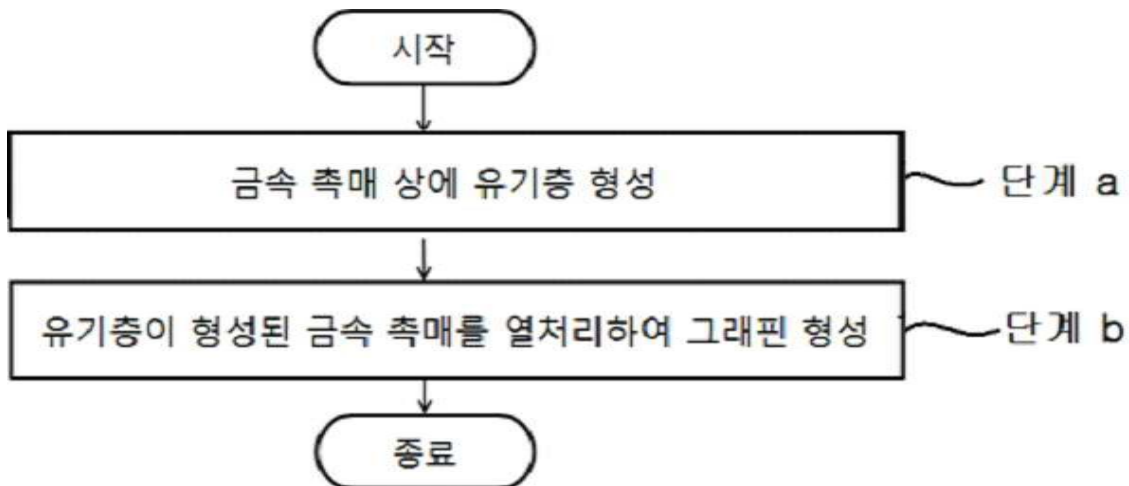 시작
금속 촉매 상에 유기층 형성
단계 a
유기층이 형성된 금속 촉매를 열처리하여 그래핀 형성
단계 b
종료